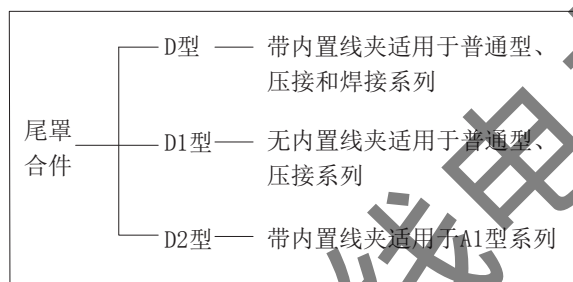 D型 —— 带内置线夹适用于普通型、
压接和焊接系列
尾罩
合件
D1型—— 无内置线夹适用于普通型、
压接系列
D2型—— 带内置线夹适用于A1型系列
线电